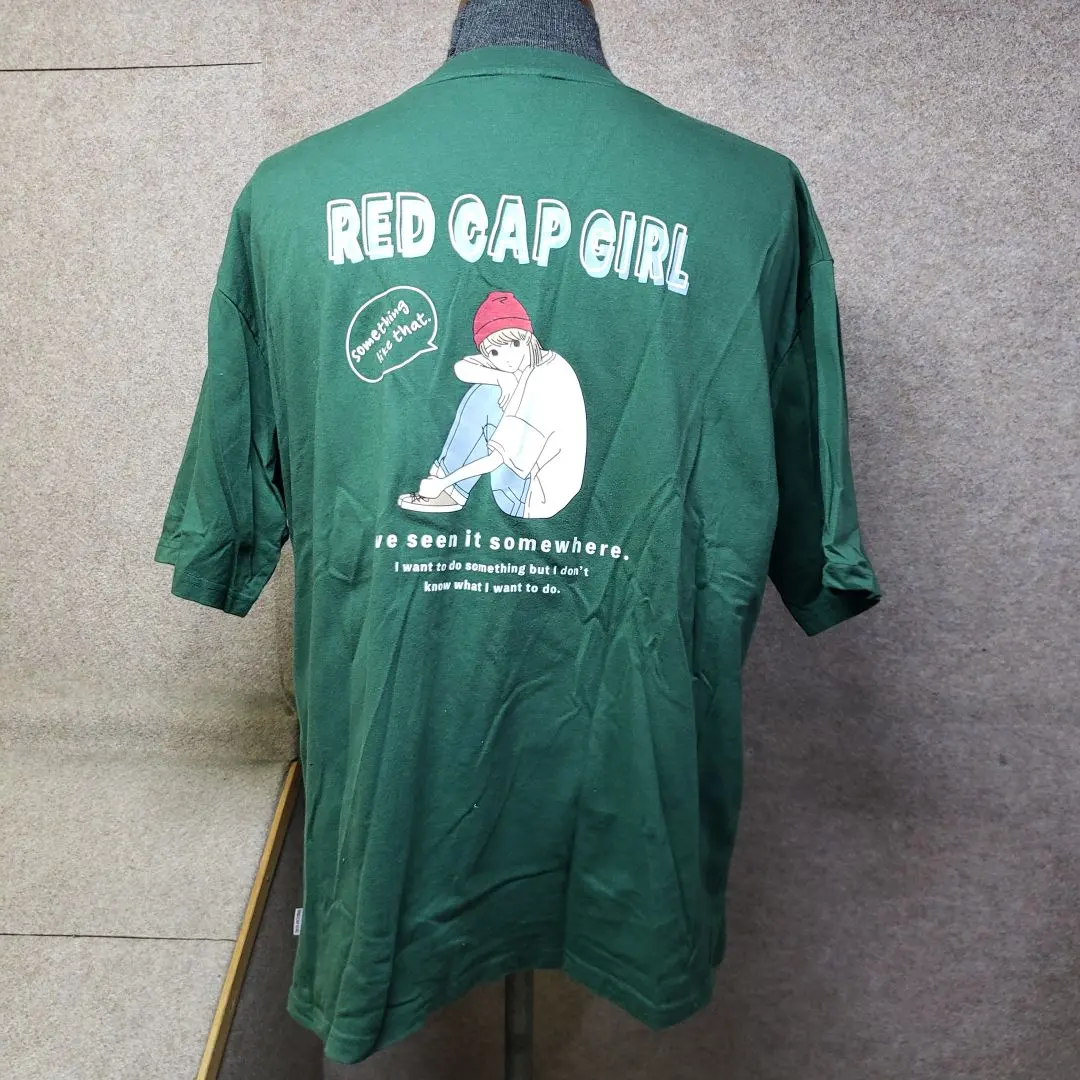 RED CAP GIRL
something
like that.
've seen it somewhere.
I want to do something but I don't
know what I want to do.